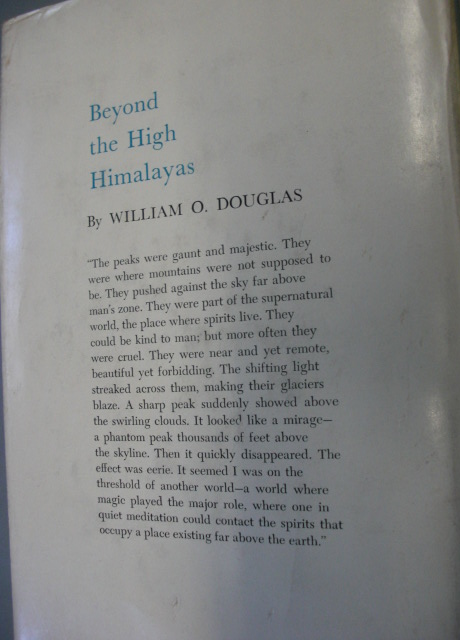 Beyond
the High
Himalayas
By WILLIAM O. DOUGLAS
"The peaks were gaunt and majestic. They
were where mountains were not supposed to
be. They pushed against the sky far above
man's zone. They were part of the supernatural
world, the place where spirits live. They
could be kind to man; but more often they
were cruel. They were near and yet remote,
beautiful yet forbidding. The shifting light
streaked across them, making their glaciers
blaze. A sharp peak suddenly showed above
the swirling clouds. It looked like a mirage—
a phantom peak thousands of feet above
the skyline. Then it quickly disappeared. The
effect was eerie. It seemed I was on the
threshold of another world—a world where
magic played the major role, where one in
quiet meditation could contact the spirits that
occupy a place existing far above the earth."